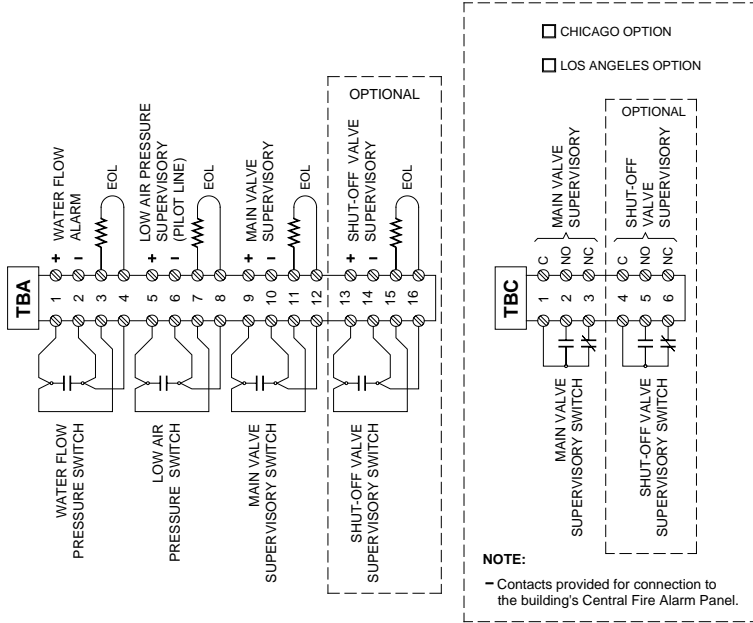 TBA
1
2
3
4
5
6
7
8
9
10
11
12
13
14
15
16
+
WATER FLOW
–
ALARM
EOL
+
LOW AIR PRESSURE
SUPERVISORY
–
(PILOT LINE)
EOL
+
MAIN VALVE
–
SUPERVISORY
EOL
OPTIONAL
+
SHUT-OFF VALVE
–
SUPERVISORY
EOL
WATER FLOW
PRESSURE SWITCH
LOW AIR
PRESSURE SWITCH
MAIN VALVE
SUPERVISORY SWITCH
SHUT-OFF VALVE
SUPERVISORY SWITCH
CHICAGO OPTION
LOS ANGELES OPTION
TBC
1
2
3
4
5
6
C
NO
NC
MAIN VALVE
SUPERVISORY
OPTIONAL
C
NO
NC
SHUT-OFF
VALVE
SUPERVISORY
MAIN VALVE
SUPERVISORY SWITCH
SHUT-OFF VALVE
SUPERVISORY SWITCH
NOTE:
– Contacts provided for connection to
the building's Central Fire Alarm Panel.